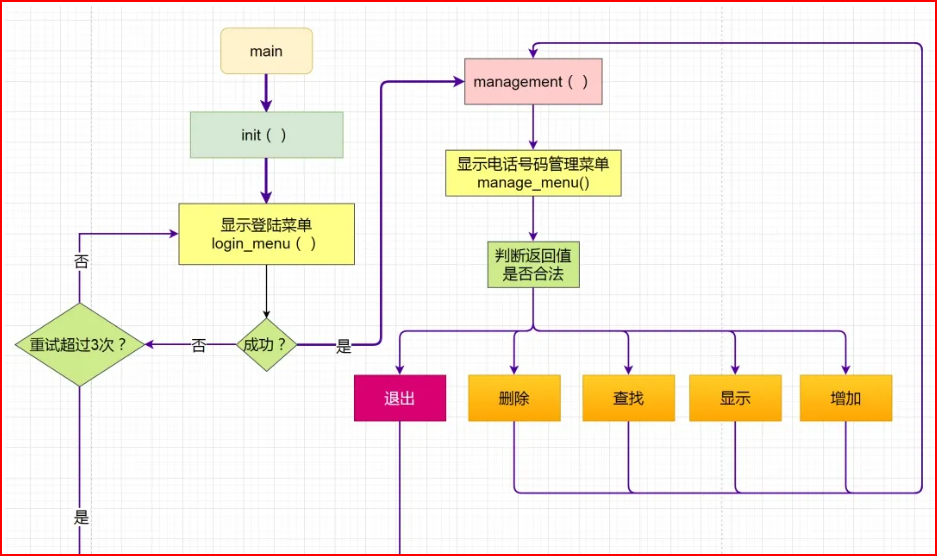 main
init（ ）
显示登陆菜单
login_menu（ ）
否
重试超过3次？
否
成功？
是
是
management（ ）
显示电话号码管理菜单
manage_menu()
判断返回值
是否合法
退出
删除
查找
显示
增加